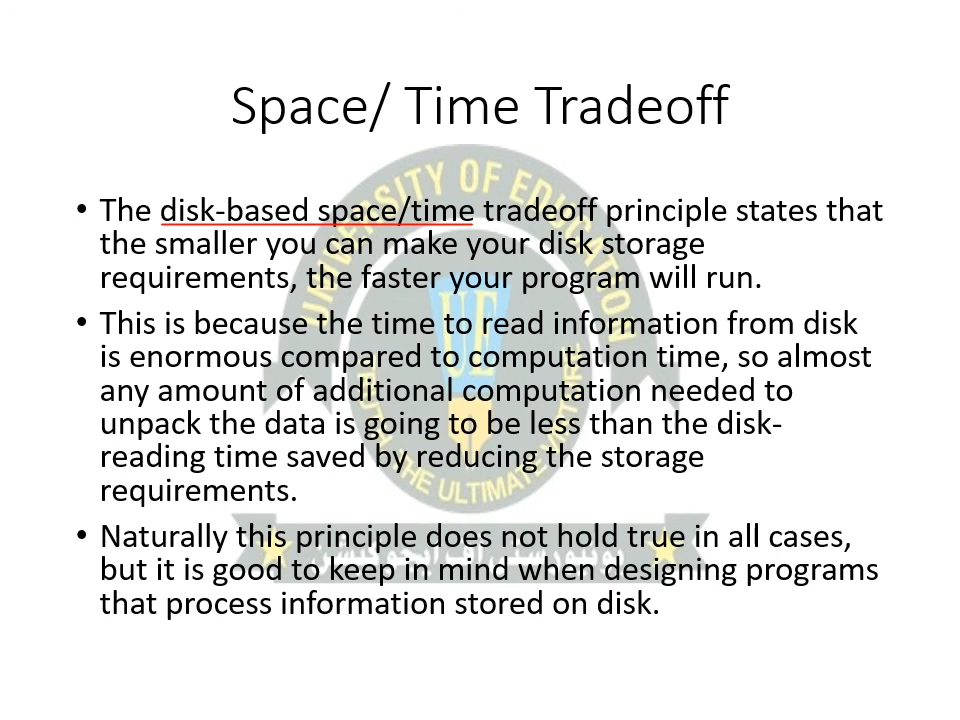 Space/ Time Tradeoff
• The disk-based space/time tradeoff principle states that
the smaller you can make your disk storage
requirements, the faster your program will run.
• This is because the time to read information from disk
is enormous compared to computation time, so almost
any amount of additional computation needed to
unpack the data is going to be less than the disk-
reading time saved by reducing the storage
requirements.
• Naturally this principle does not hold true in all cases,
but it is good to keep in mind when designing programs
that process information stored on disk.
UNIVERSITY OF EDUCATION
UE
THE ULTIMATE VIRTUE
یونیورسٹی آف ایجوکیشن